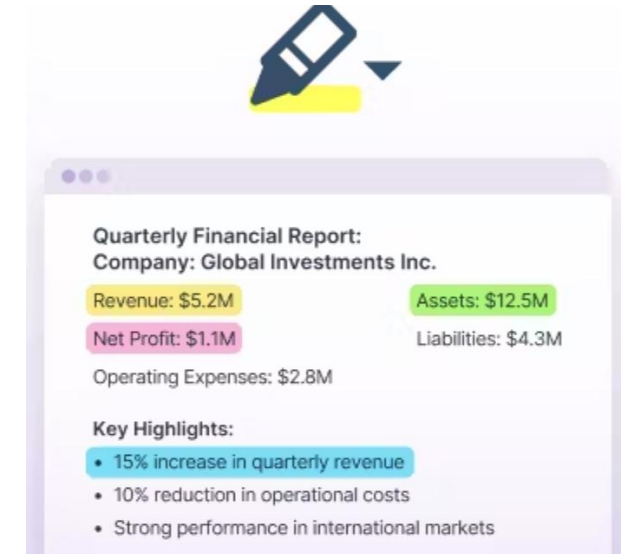 Quarterly Financial Report:
Company: Global Investments Inc.
Revenue: $5.2M
Assets: $12.5M
Net Profit: $1.1M
Liabilities: $4.3M
Operating Expenses: $2.8M
Key Highlights:
• 15% increase in quarterly revenue
• 10% reduction in operational costs
• Strong performance in international markets